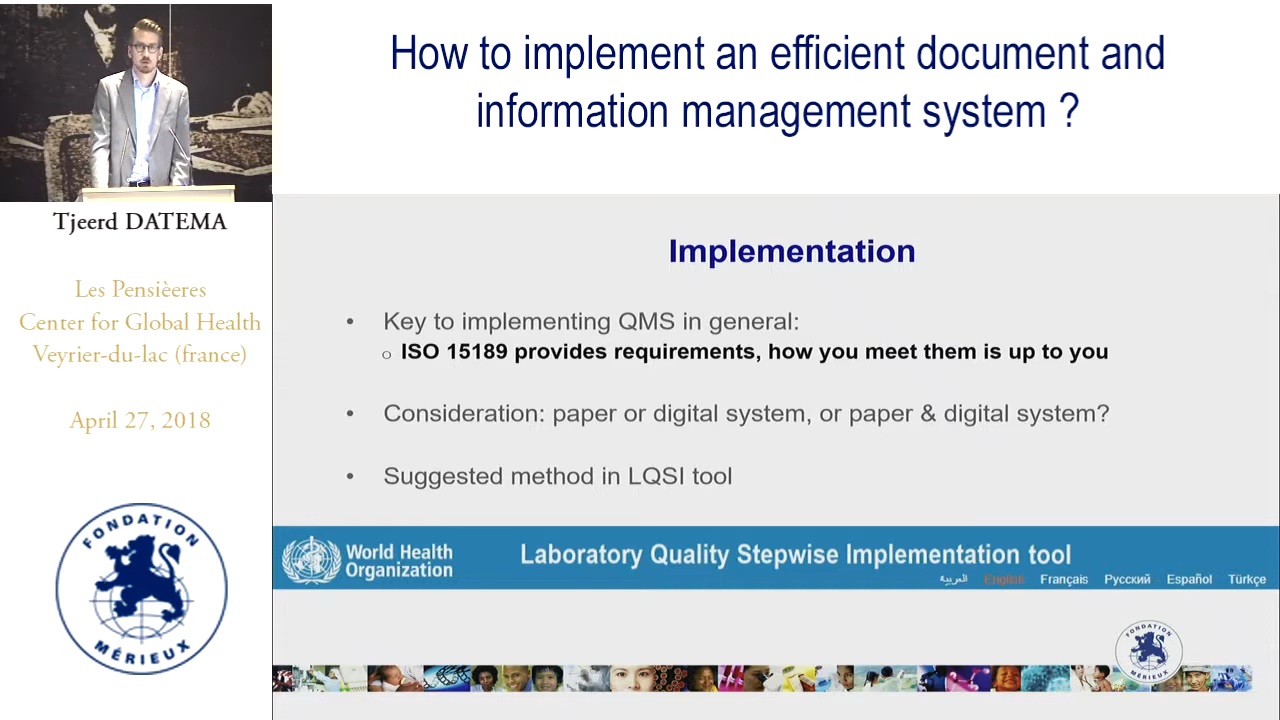 How to implement an efficient document and
information management system ?
Tjeerd DATEMA
Les Pensièeres
Center for Global Health
Veyrier-du-lac (france)
April 27, 2018
FONDATION
MÉRIEUX
Implementation
• Key to implementing QMS in general:
o ISO 15189 provides requirements, how you meet them is up to you
• Consideration: paper or digital system, or paper & digital system?
• Suggested method in LQSI tool
World Health
Organization
Laboratory Quality Stepwise Implementation tool
العربية English Français Русский Español Türkçe
FONDATION
MÉRIEUX